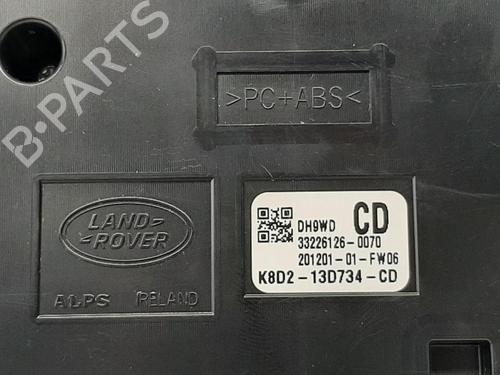 B-PARTS
>PC+ABS<
LAND-
-ROVER
ALPS IRELAND
DH9WD CD
33226126-0070
201201-01-FW06
K8D2-13D734-CD